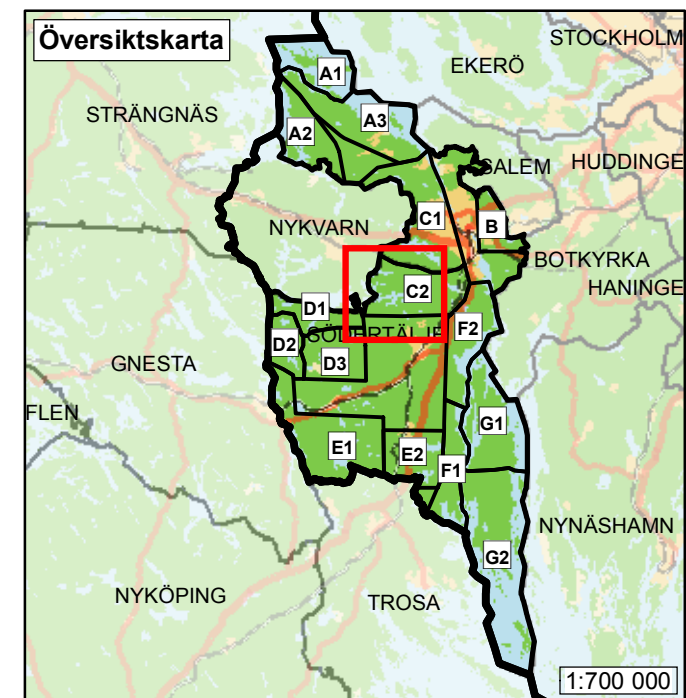 Översiktskarta
STOCKHOLM
EKERÖ
A1
STRÄNGNÄS
A3
A2
SALEM
HUDDINGE
C1
B
NYKVARN
BOTKYRKA
HANINGE
C2
D1
SÖDERTÄLJE
F2
D2
D3
GNESTA
FLEN
G1
E1
E2
F1
NYNÄSHAMN
G2
NYKÖPING
TROSA
1:700 000